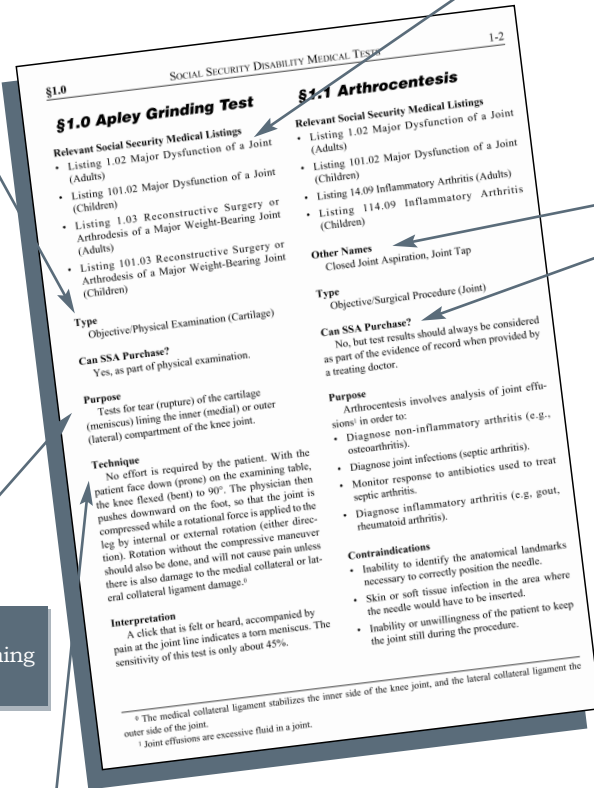 §1.0
SOCIAL SECURITY DISABILITY MEDICAL TESTS
1-2
§1.0 Apley Grinding Test
Relevant Social Security Medical Listings
• Listing 1.02 Major Dysfunction of a Joint
(Adults)
• Listing 101.02 Major Dysfunction of a Joint
(Children)
• Listing 1.03 Reconstructive Surgery or
Arthrodesis of a Major Weight-Bearing Joint
(Adults)
• Listing 101.03 Reconstructive Surgery or
Arthrodesis of a Major Weight-Bearing Joint
(Children)
Type
Objective/Physical Examination (Cartilage)
Can SSA Purchase?
Yes, as part of physical examination.
Purpose
Tests for tear (rupture) of the cartilage
(meniscus) lining the inner (medial) or outer
(lateral) compartment of the knee joint.
Technique
No effort is required by the patient. With the
patient face down (prone) on the examining table,
the knee flexed (bent) to 90°. The physician then
pushes downward on the foot, so that the joint is
compressed while a rotational force is applied to the
leg by internal or external rotation (either direc-
tion). Rotation without the compressive maneuver
should also be done, and will not cause pain unless
there is also damage to the medial collateral or lat-
eral collateral ligament damage.⁰
Interpretation
A click that is felt or heard, accompanied by
pain at the joint line indicates a torn meniscus. The
sensitivity of this test is only about 45%.
§1.1 Arthrocentesis
Relevant Social Security Medical Listings
• Listing 1.02 Major Dysfunction of a Joint
(Adults)
• Listing 101.02 Major Dysfunction of a Joint
(Children)
• Listing 14.09 Inflammatory Arthritis (Adults)
• Listing 114.09 Inflammatory Arthritis
(Children)
Other Names
Closed Joint Aspiration, Joint Tap
Type
Objective/Surgical Procedure (Joint)
Can SSA Purchase?
No, but test results should always be considered
as part of the evidence of record when provided by
a treating doctor.
Purpose
Arthrocentesis involves analysis of joint effu-
sions¹ in order to:
• Diagnose non-inflammatory arthritis (e.g.,
osteoarthritis).
• Diagnose joint infections (septic arthritis).
• Monitor response to antibiotics used to treat
septic arthritis.
• Diagnose inflammatory arthritis (e.g, gout,
rheumatoid arthritis).
Contraindications
• Inability to identify the anatomical landmarks
necessary to correctly position the needle.
• Skin or soft tissue infection in the area where
the needle would have to be inserted.
• Inability or unwillingness of the patient to keep
the joint still during the procedure.
⁰ The medical collateral ligament stabilizes the inner side of the knee joint, and the lateral collateral ligament the
outer side of the joint.
¹ Joint effusions are excessive fluid in a joint.